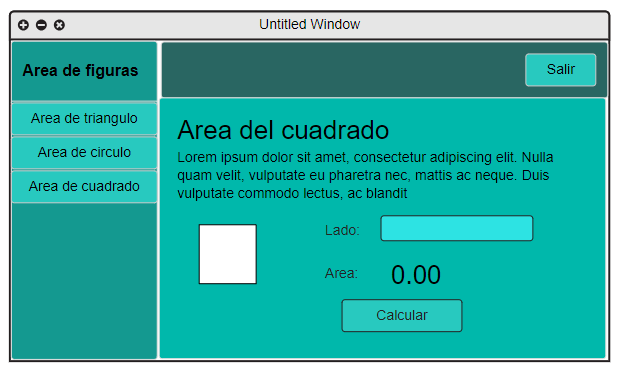 Untitled Window
Area de figuras
Salir
Area de triangulo
Area de circulo
Area de cuadrado
Area del cuadrado
Lorem ipsum dolor sit amet, consectetur adipiscing elit. Nulla
quam velit, vulputate eu pharetra nec, mattis ac neque. Duis
vulputate commodo lectus, ac blandit
Lado:
Area: 0.00
Calcular